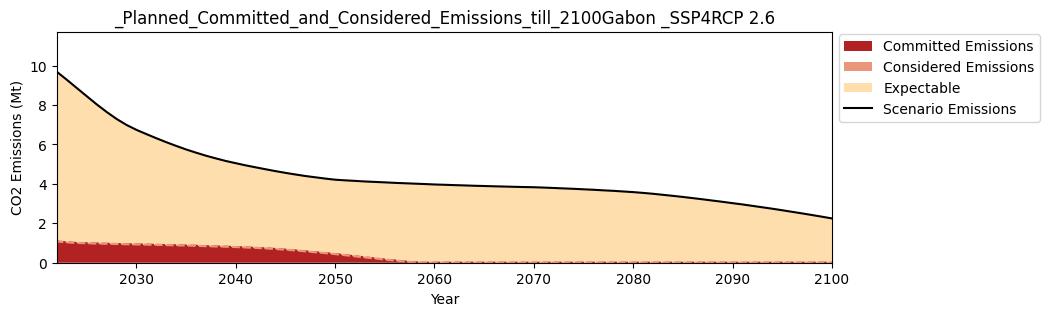 _Planned_Committed_and_Considered_Emissions_till_2100Gabon _SSP4RCP 2.6
CO2 Emissions (Mt)
10
8
6
4
2
0
2030 2040 2050 2060 2070 2080 2090 2100
Year
Committed Emissions
Considered Emissions
Expectable
Scenario Emissions